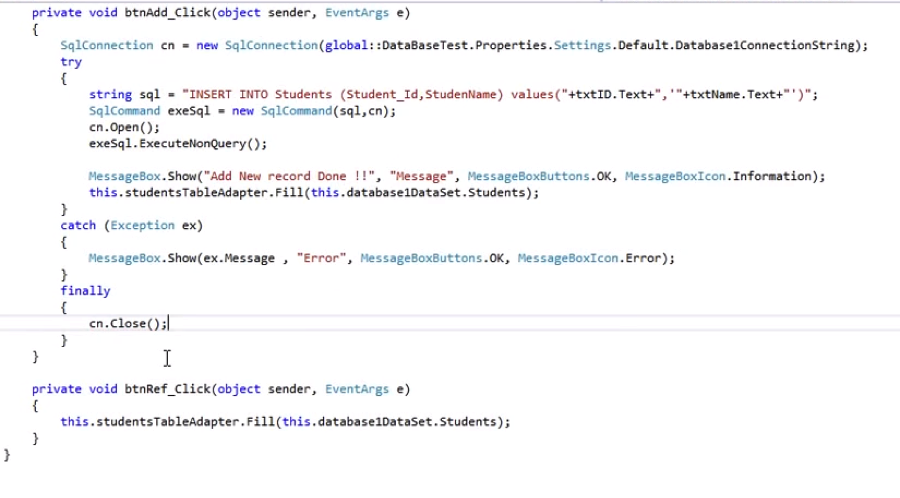 private void btnAdd_Click(object sender, EventArgs e)
{
SqlConnection cn = new SqlConnection(global::DataBaseTest.Properties.Settings.Default.Database1ConnectionString);
try
{
string sql = "INSERT INTO Students (Student_Id,StudenName) values("+txtID.Text+",'"+txtName.Text+"')";
SqlCommand exeSql = new SqlCommand(sql,cn);
cn.Open();
exeSql.ExecuteNonQuery();
MessageBox.Show("Add New record Done !!", "Message", MessageBoxButtons.OK, MessageBoxIcon.Information);
this.studentsTableAdapter.Fill(this.database1DataSet.Students);
}
catch (Exception ex)
{
MessageBox.Show(ex.Message , "Error", MessageBoxButtons.OK, MessageBoxIcon.Error);
}
finally
{
cn.Close();
}
}
private void btnRef_Click(object sender, EventArgs e)
{
this.studentsTableAdapter.Fill(this.database1DataSet.Students);
}
}